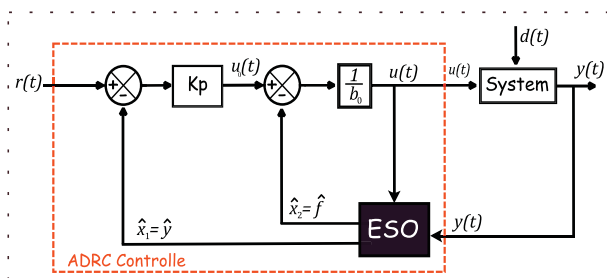 d(t)
r(t)
+
-
Kp
u₀(t)
+
-
1
b₀
u(t)
u(t)
System
y(t)
x̂₁=ŷ
x̂₂=f̂
ESO
y(t)
ADRC Controlle